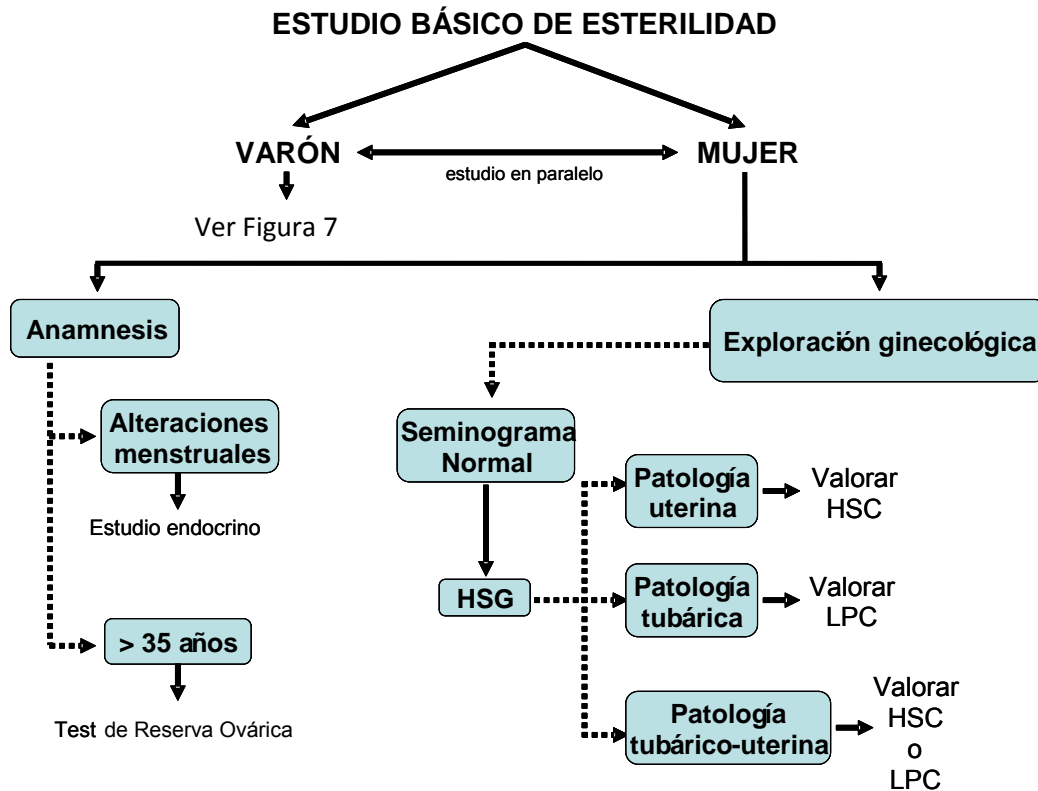 ESTUDIO BÁSICO DE ESTERILIDAD
VARÓN
estudio en paralelo
MUJER
Ver Figura 7
Anamnesis
Exploración ginecológica
Alteraciones
menstruales
Estudio endocrino
> 35 años
Test de Reserva Ovárica
Seminograma
Normal
HSG
Patología
uterina
Valorar
HSC
Patología
tubárica
Valorar
LPC
Patología
tubárico-uterina
Valorar
HSC
o
LPC